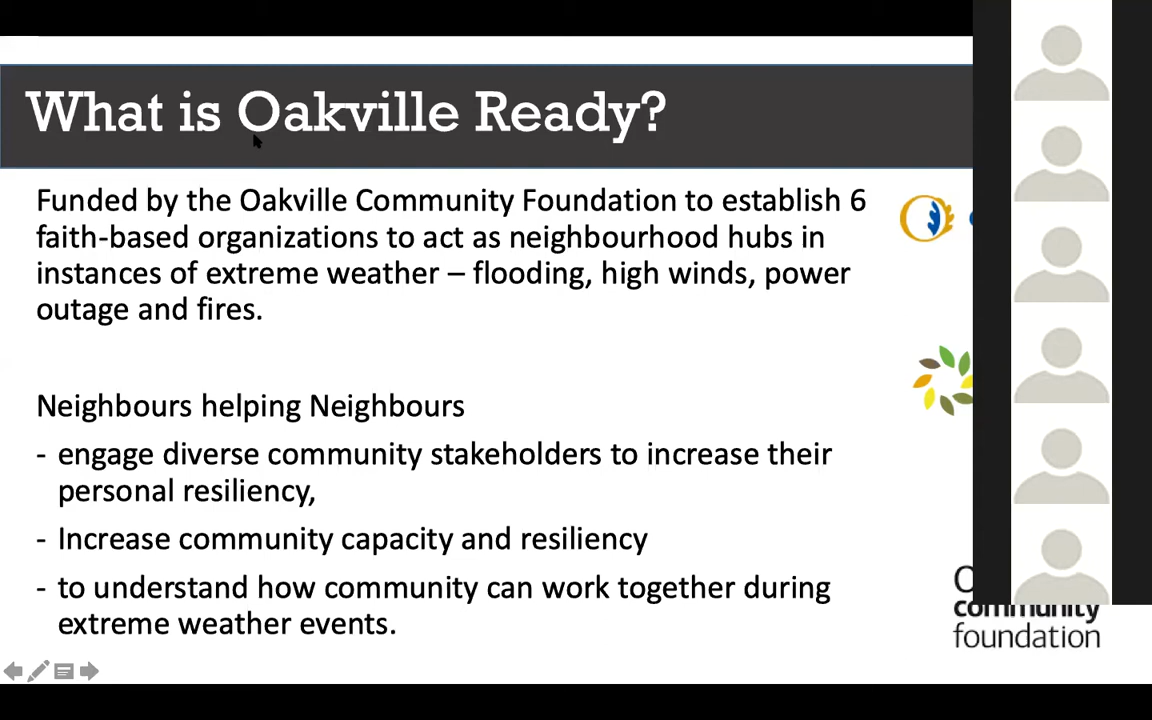 What is Oakville Ready?
Funded by the Oakville Community Foundation to establish 6
faith-based organizations to act as neighbourhood hubs in
instances of extreme weather – flooding, high winds, power
outage and fires.
Neighbours helping Neighbours
- engage diverse community stakeholders to increase their
personal resiliency,
- Increase community capacity and resiliency
- to understand how community can work together during
extreme weather events.
community
foundation